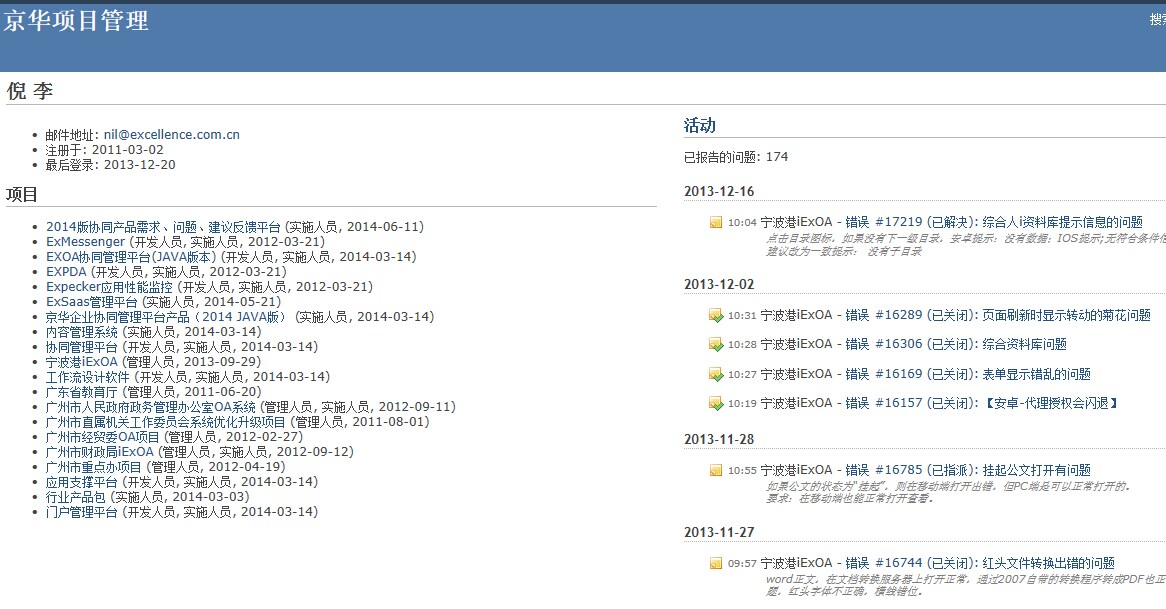 京华项目管理
搜索
倪 李
邮件地址: nil@excellence.com.cn
注册于: 2011-03-02
最后登录: 2013-12-20
项目
2014版协同产品需求、问题、建议反馈平台 (实施人员, 2014-06-11)
ExMessenger (开发人员, 实施人员, 2012-03-21)
EXOA协同管理平台(JAVA版本) (开发人员, 实施人员, 2014-03-14)
EXPDA (开发人员, 实施人员, 2012-03-21)
Expecker应用性能监控 (开发人员, 实施人员, 2012-03-21)
ExSaas管理平台 (实施人员, 2014-05-21)
京华企业协同管理平台产品（2014 JAVA版） (实施人员, 2014-03-14)
内容管理系统 (实施人员, 2014-03-14)
协同管理平台 (开发人员, 实施人员, 2014-03-14)
宁波港iExOA (管理人员, 2013-09-29)
工作流设计软件 (开发人员, 实施人员, 2014-03-14)
广东省教育厅 (管理人员, 2011-06-20)
广州市人民政府政务管理办公室OA系统 (管理人员, 实施人员, 2012-09-11)
广州市直属机关工作委员会系统优化升级项目 (管理人员, 2011-08-01)
广州市经贸委OA项目 (管理人员, 2012-02-27)
广州市财政局iExOA (管理人员, 实施人员, 2012-09-12)
广州市重点办项目 (管理人员, 2012-04-19)
应用支撑平台 (开发人员, 实施人员, 2014-03-14)
行业产品包 (实施人员, 2014-03-03)
门户管理平台 (开发人员, 实施人员, 2014-03-14)
活动
已报告的问题: 174
2013-12-16
10:04 宁波港iExOA - 错误 #17219 (已解决): 综合人i资料库提示信息的问题
点击目录图标，如果没有下一级目录，安卓提示：没有数据；IOS提示;无符合条件
建议改为一致提示： 没有子目录
2013-12-02
10:31 宁波港iExOA - 错误 #16289 (已关闭): 页面刷新时显示转动的菊花问题
10:28 宁波港iExOA - 错误 #16306 (已关闭): 综合资料库问题
10:27 宁波港iExOA - 错误 #16169 (已关闭): 表单显示错乱的问题
10:19 宁波港iExOA - 错误 #16157 (已关闭): 【安卓-代理授权会闪退】
2013-11-28
10:55 宁波港iExOA - 错误 #16785 (已指派): 挂起公文打开有问题
如果公文的状态为“挂起”，则在移动端打开出错，但PC端是可以正常打开的。
要求：在移动端也能正常打开查看。
2013-11-27
09:57 宁波港iExOA - 错误 #16744 (已关闭): 红头文件转换出错的问题
word正文，在文档转换服务器上打开正常，通过2007自带的转换程序转成PDF也正
题，红头字体不正确，横线错位。